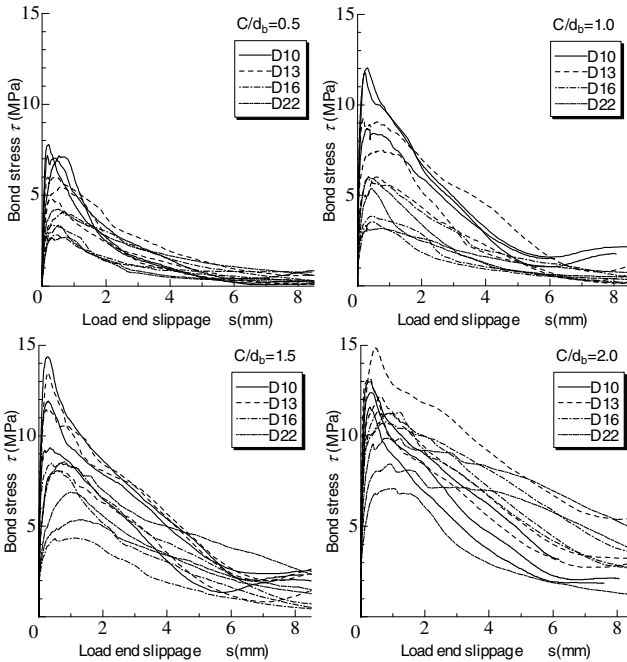 C/d_b=0.5
D10
D13
D16
D22
15
10
5
Bond stress τ (MPa)
0 2 4 6 8
Load end slippage s(mm)
C/d_b=1.0
D10
D13
D16
D22
15
10
5
Bond stress τ (MPa)
0 2 4 6 8
Load end slippage s(mm)
C/d_b=1.5
D10
D13
D16
D22
15
10
5
Bond stress τ (MPa)
0 2 4 6 8
Load end slippage s(mm)
C/d_b=2.0
D10
D13
D16
D22
15
10
5
Bond stress τ (MPa)
0 2 4 6 8
Load end slippage s(mm)